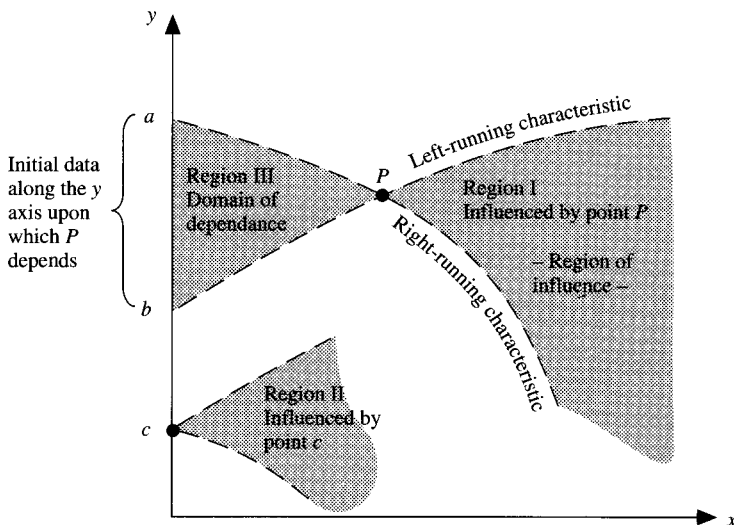 y
a
Initial data
along the y
axis upon
which P
depends
b
c
Region III
Domain of
dependance
P
Left-running characteristic
Region I
Influenced by point P
– Region of
influence –
Right-running characteristic
Region II
Influenced by
point c
x